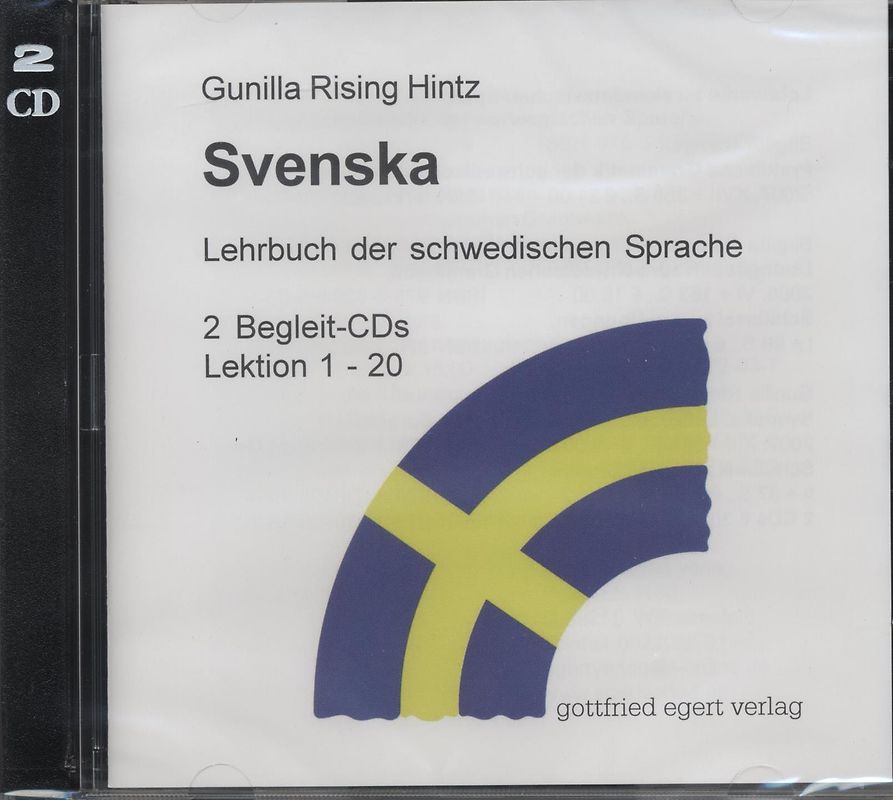 2
CD
Gunilla Rising Hintz
Svenska
Lehrbuch der schwedischen Sprache
2 Begleit-CDs
Lektion 1 - 20
gottfried egert verlag